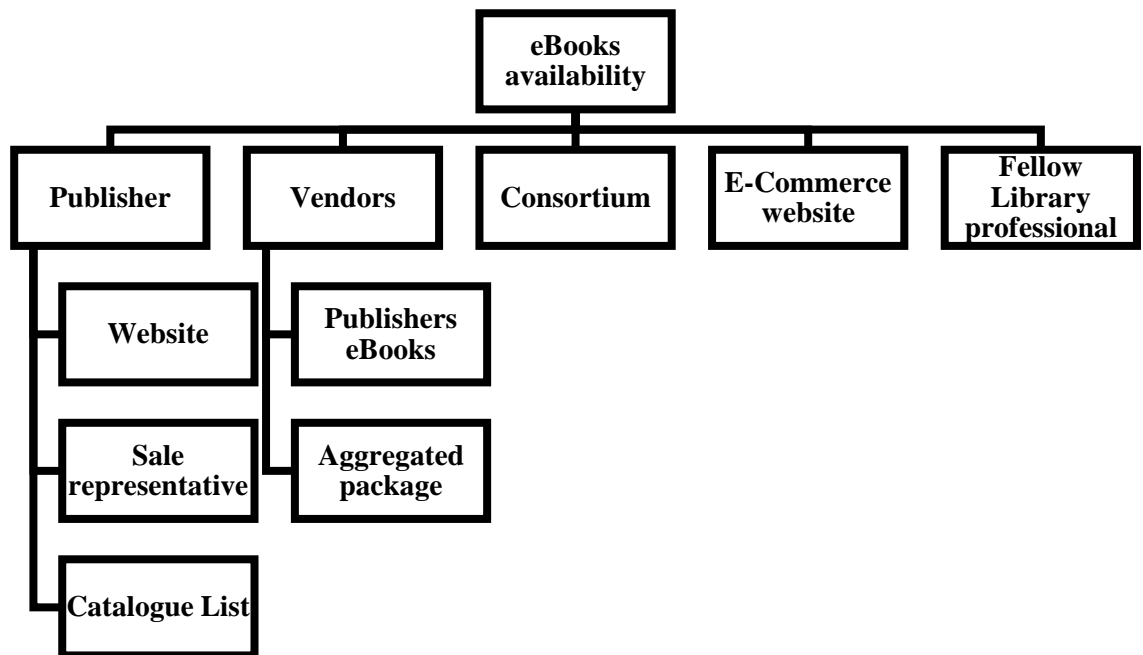 eBooks
availability
Publisher
Vendors
Consortium
E-Commerce
website
Fellow
Library
professional
Website
Sale
representative
Catalogue List
Publishers
eBooks
Aggregated
package